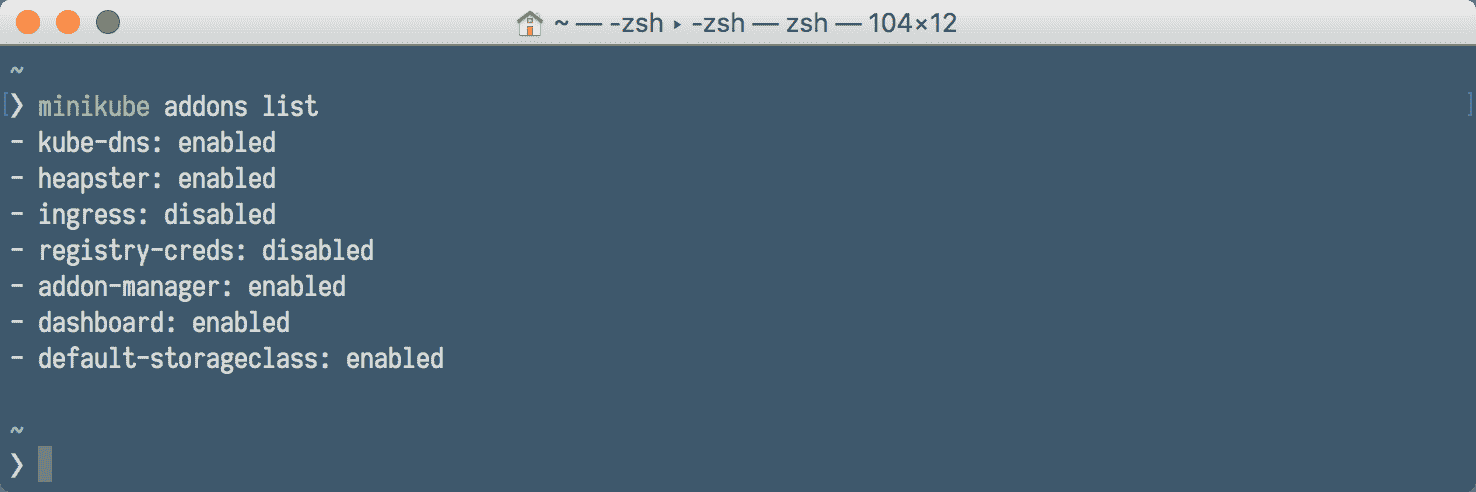 ~ — -zsh ▸ -zsh — zsh — 104×12
~
❯ minikube addons list
- kube-dns: enabled
- heapster: enabled
- ingress: disabled
- registry-creds: disabled
- addon-manager: enabled
- dashboard: enabled
- default-storageclass: enabled
~
❯